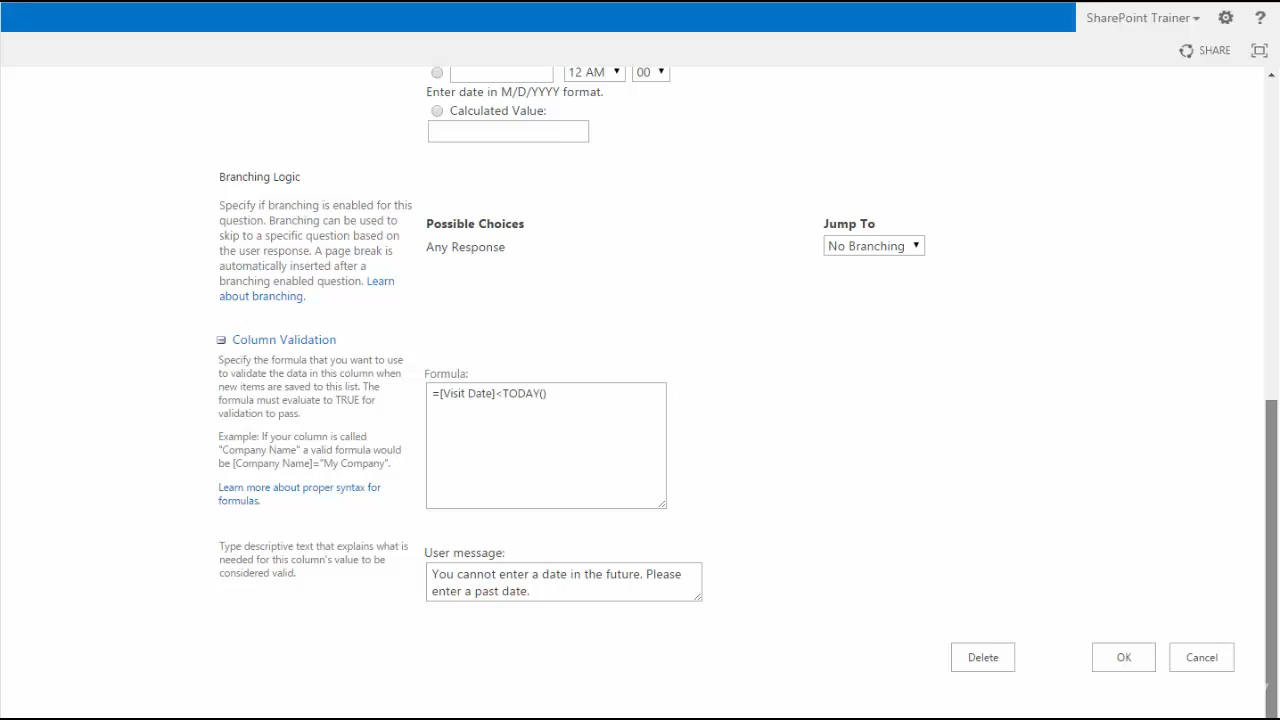 SharePoint Trainer
?
SHARE
12 AM 00
Enter date in M/D/YYYY format.
Calculated Value:
Branching Logic
Specify if branching is enabled for this
question. Branching can be used to
skip to a specific question based on
the user response. A page break is
automatically inserted after a
branching enabled question. Learn
about branching.
Possible Choices
Jump To
Any Response
No Branching
Column Validation
Specify the formula that you want to use
to validate the data in this column when
new items are saved to this list. The
formula must evaluate to TRUE for
validation to pass.
Example: If your column is called
"Company Name" a valid formula would
be [Company Name]="My Company".
Learn more about proper syntax for
formulas.
Formula:
=[Visit Date]<TODAY()
Type descriptive text that explains what is
needed for this column's value to be
considered valid.
User message:
You cannot enter a date in the future. Please
enter a past date.
Delete
OK
Cancel